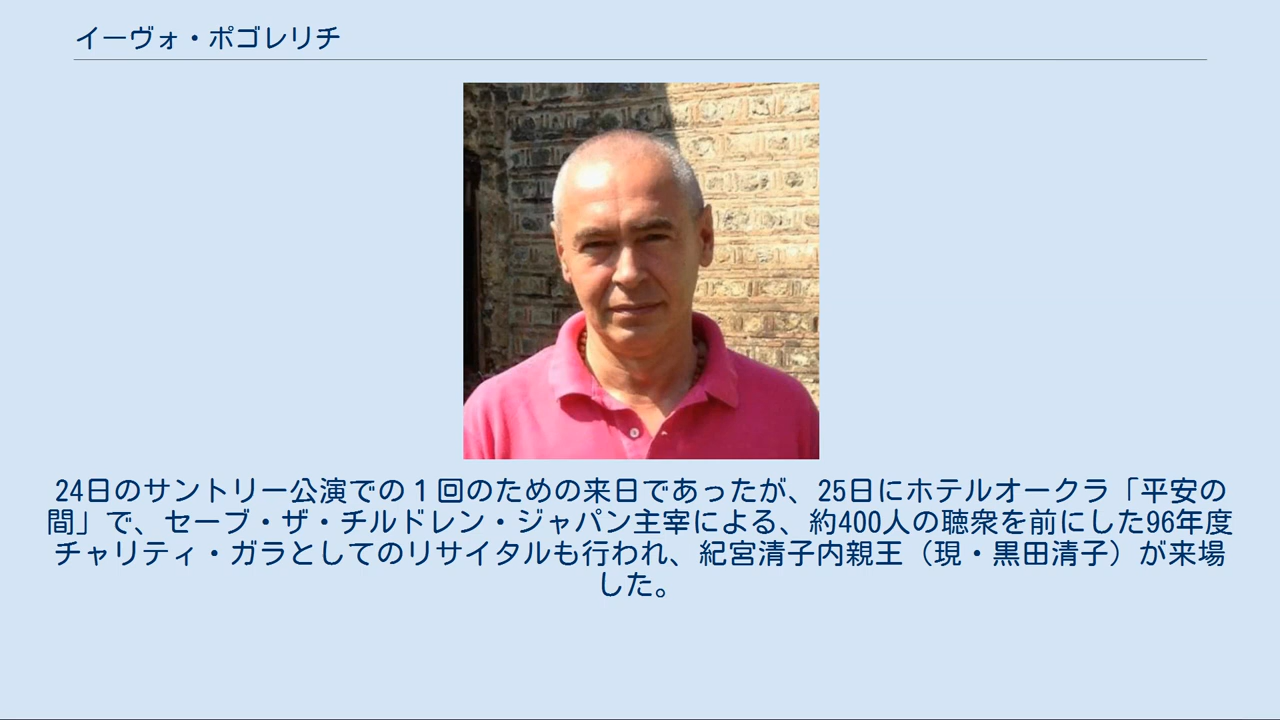 イーヴォ・ポゴレリチ
24日のサントリー公演での１回のための来日であったが、25日にホテルオークラ「平安の
間」で、セーブ・ザ・チルドレン・ジャパン主宰による、約400人の聴衆を前にした96年度
チャリティ・ガラとしてのリサイタルも行われ、紀宮清子内親王（現・黒田清子）が来場
した。